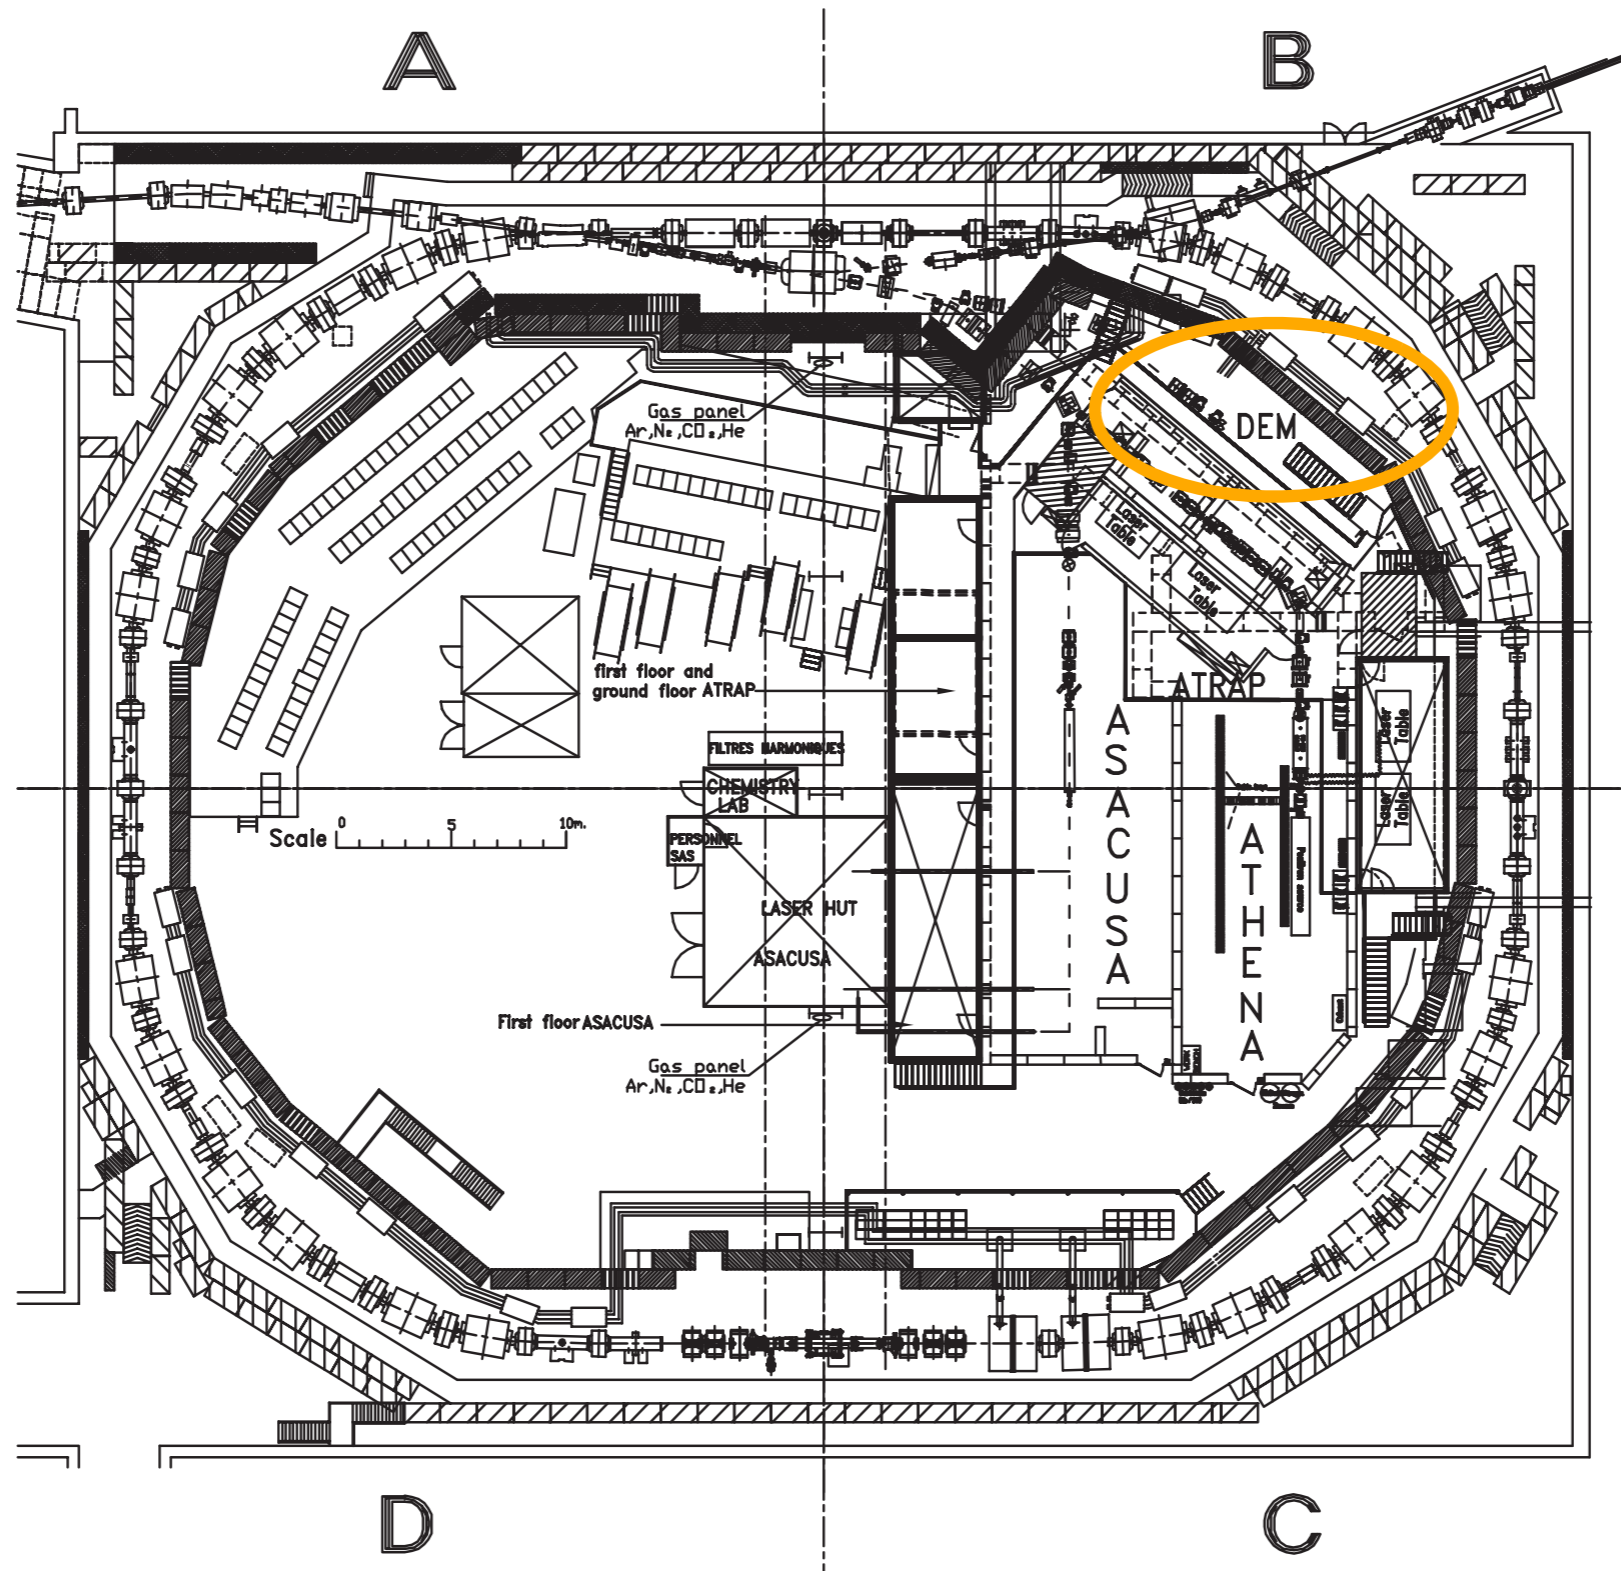 A
B
Gas panel
Ar,N₂,CO₂,He
DEM
Laser
Table
Laser
Table
first floor and
ground floor ATRAP
ATRAP
ASACUSA
FILTRES HARMONIQUES
CHEMISTRY
LAB
Laser
Table
Laser
Table
Scale 0 5 10m.
PERSONNEL
SAS
ATHENA
LASER HUT
ASACUSA
First floor ASACUSA
Gas panel
Ar,N₂,CO₂,He
D
C